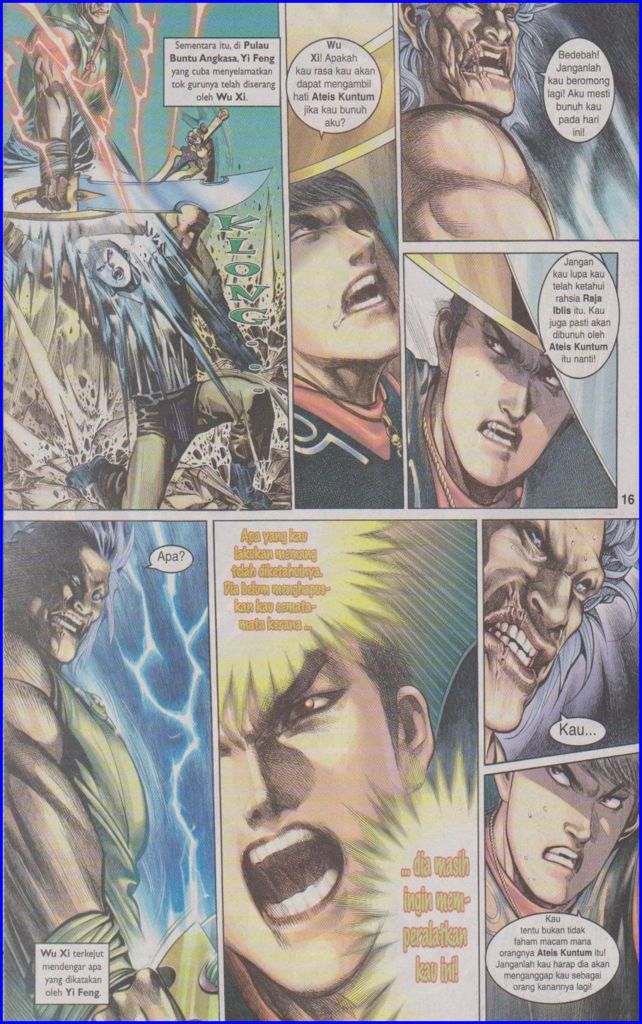 Sementara itu, di Pulau
Buntu Angkasa, Yi Feng
yang cuba menyelamatkan
tok gurunya telah diserang
oleh Wu Xi.
Wu
Xi! Apakah
kau rasa kau akan
dapat mengambil
hati Ateis Kuntum
jika kau bunuh
aku?
Bedebah!
Janganlah
kau beromong
lagi! Aku mesti
bunuh kau
pada hari
ini!
KLONG...
Jangan
kau lupa kau
telah ketahui
rahsia Raja
Iblis itu. Kau
juga pasti akan
dibunuh oleh
Ateis Kuntum
itu nanti!
16
Apa?
Wu Xi terkejut
mendengar apa
yang dikatakan
oleh Yi Feng.
Apa yang kau
lakukan memang
telah diketahuinya.
Dia belum menghapus-
kan kau semata-
mata kerana ...
... dia masih
ingin mem-
peralatkan
kau ini!
Kau...
Kau
tentu bukan tidak
faham macam mana
orangnya Ateis Kuntum itu!
Janganlah kau harap dia akan
menganggap kau sebagai
orang kanannya lagi!